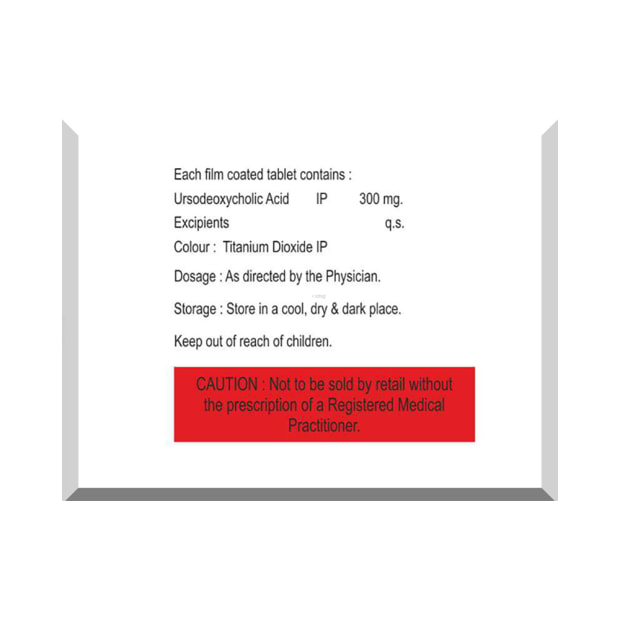 Each film coated tablet contains :
Ursodeoxycholic Acid IP 300 mg.
Excipients q.s.
Colour : Titanium Dioxide IP
Dosage : As directed by the Physician.
Storage : Store in a cool, dry & dark place.
Keep out of reach of children.
CAUTION : Not to be sold by retail without
the prescription of a Registered Medical
Practitioner.